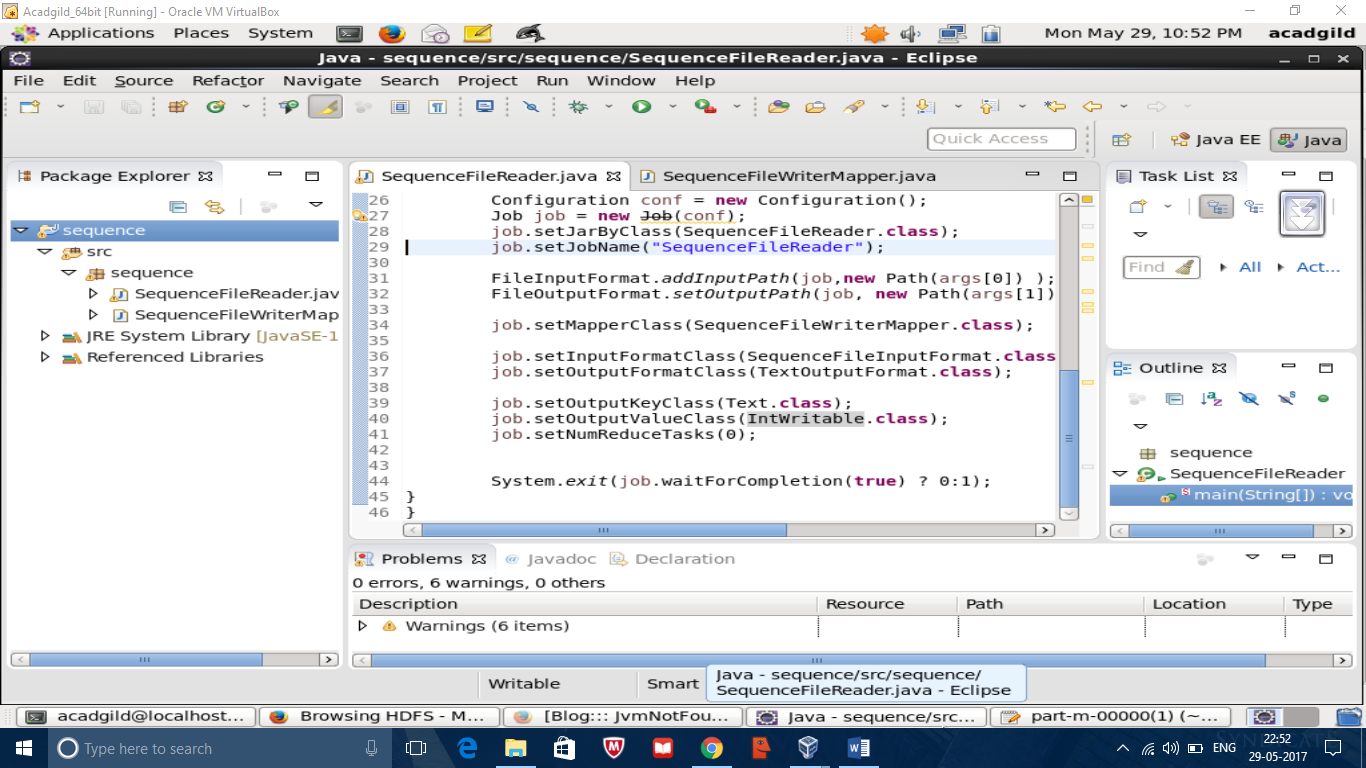 Acadgild_64bit [Running] - Oracle VM VirtualBox
Applications Places System Mon May 29, 10:52 PM acadgild
Java - sequence/src/sequence/SequenceFileReader.java - Eclipse
File Edit Source Refactor Navigate Search Project Run Window Help
Quick Access Java EE Java
Package Explorer
sequence
src
sequence
SequenceFileReader.jav
SequenceFileWriterMap
JRE System Library [JavaSE-1
Referenced Libraries
SequenceFileReader.java SequenceFileWriterMapper.java
26 Configuration conf = new Configuration();
27 Job job = new Job(conf);
28 job.setJarByClass(SequenceFileReader.class);
29 job.setJobName("SequenceFileReader");
30
31 FileInputFormat.addInputPath(job,new Path(args[0]) );
32 FileOutputFormat.setOutputPath(job, new Path(args[1])
33
34 job.setMapperClass(SequenceFileWriterMapper.class);
35
36 job.setInputFormatClass(SequenceFileInputFormat.class
37 job.setOutputFormatClass(TextOutputFormat.class);
38
39 job.setOutputKeyClass(Text.class);
40 job.setOutputValueClass(IntWritable.class);
41 job.setNumReduceTasks(0);
42
43
44 System.exit(job.waitForCompletion(true) ? 0:1);
45 }
46 }
Task List
Find All Act...
Outline
sequence
SequenceFileReader
main(String[]) : vo
Problems Javadoc Declaration
0 errors, 6 warnings, 0 others
Description Resource Path Location Type
Warnings (6 items)
Writable Smart
Java - sequence/src/sequence/
SequenceFileReader.java - Eclipse
acadgild@localhost... Browsing HDFS - M... [Blog::: JvmNotFou... Java - sequence/src... part-m-00000(1) (~...
Type here to search ENG 22:52
29-05-2017